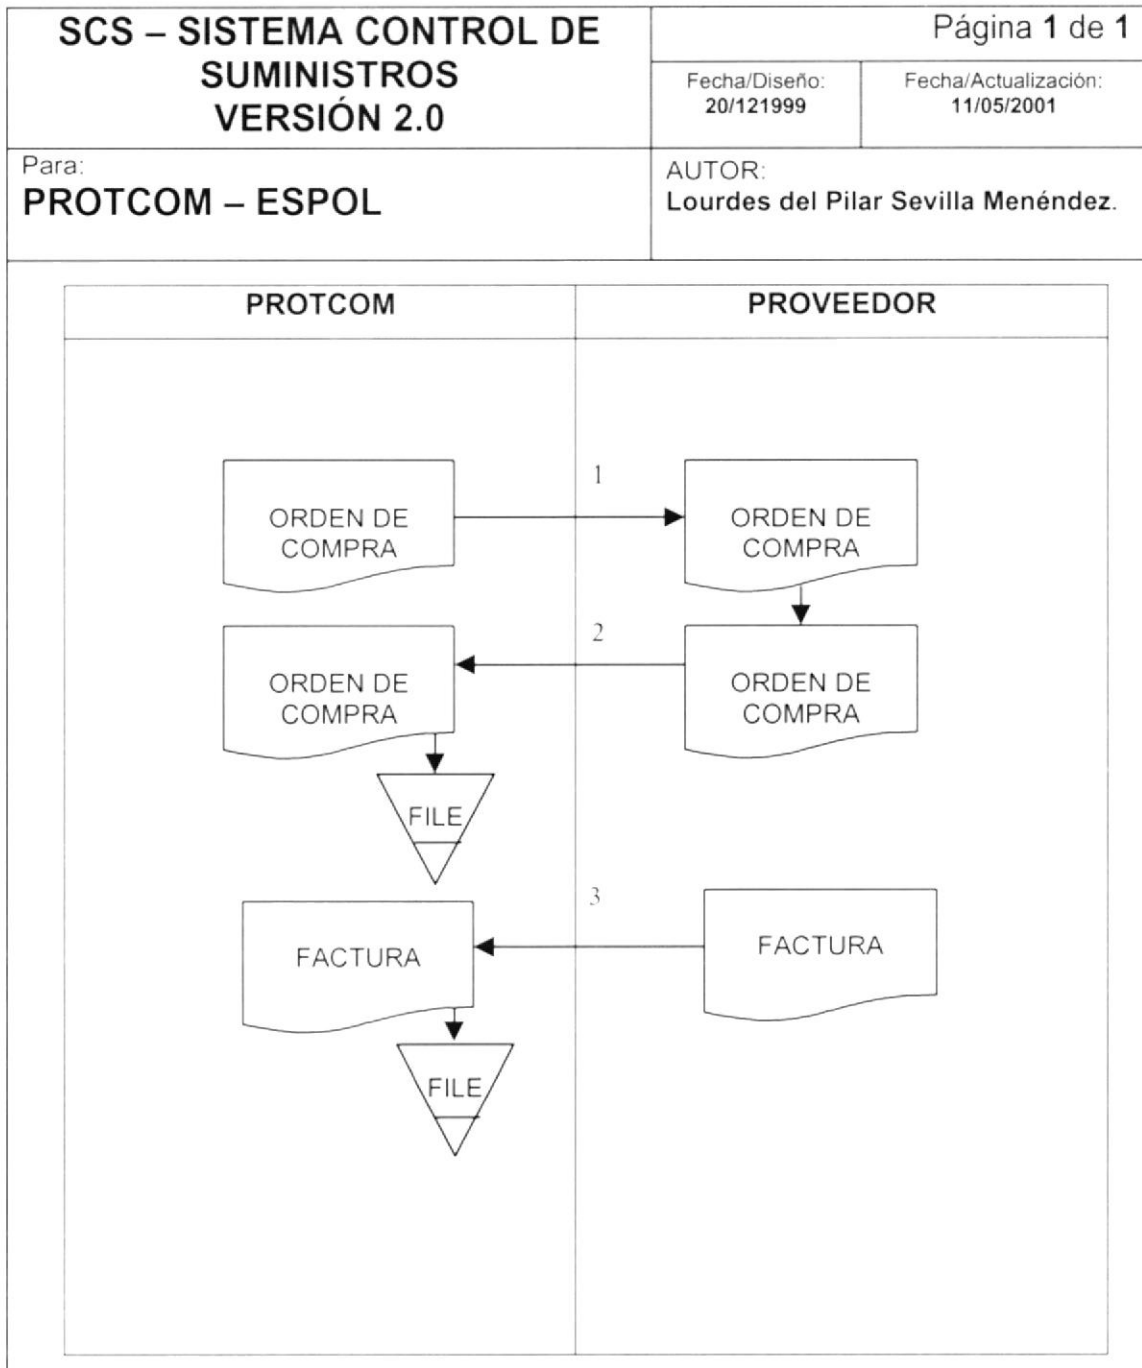 SCS – SISTEMA CONTROL DE
SUMINISTROS
VERSIÓN 2.0
Página 1 de 1
Fecha/Diseño:
20/121999
Fecha/Actualización:
11/05/2001
Para:
PROTCOM – ESPOL
AUTOR:
Lourdes del Pilar Sevilla Menéndez.
PROTCOM
PROVEEDOR
1
ORDEN DE
COMPRA
ORDEN DE
COMPRA
2
ORDEN DE
COMPRA
ORDEN DE
COMPRA
FILE
3
FACTURA
FACTURA
FILE